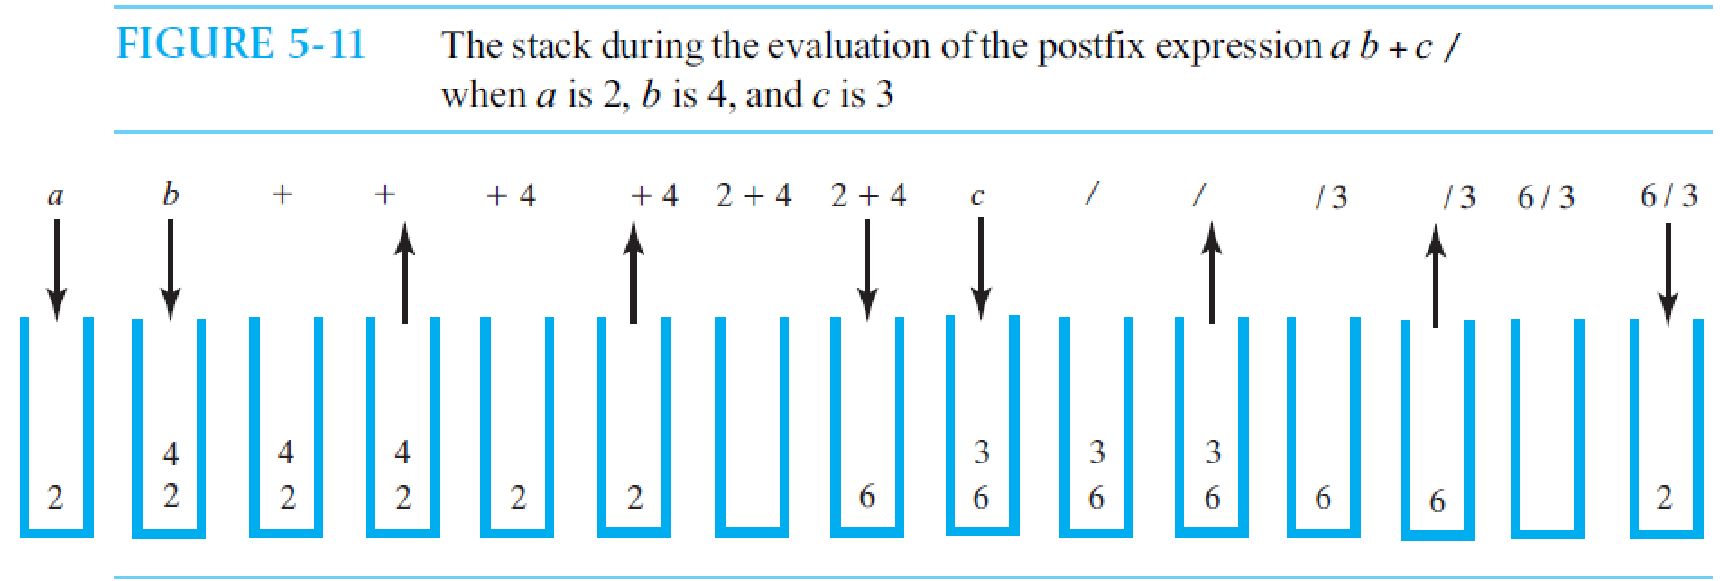 FIGURE 5-11 The stack during the evaluation of the postfix expression a b + c /
when a is 2, b is 4, and c is 3
a b + + + 4 + 4 2 + 4 2 + 4 c / / / 3 / 3 6 / 3 6 / 3
4 4 4 3 3 3
2 2 2 2 2 2 6 6 6 6 6 6 2